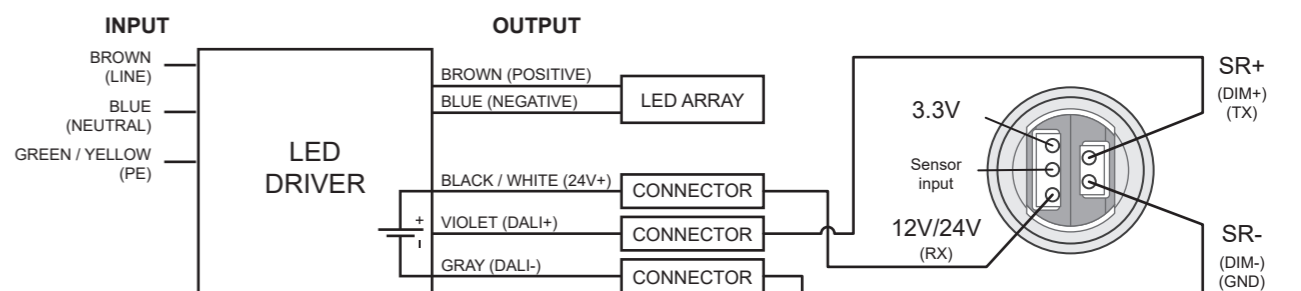 INPUT
OUTPUT
BROWN
(LINE)
BLUE
(NEUTRAL)
GREEN / YELLOW
(PE)
LED
DRIVER
+
BROWN (POSITIVE)
BLUE (NEGATIVE)
LED ARRAY
BLACK / WHITE (24V+)
CONNECTOR
VIOLET (DALI+)
CONNECTOR
GRAY (DALI-)
CONNECTOR
3.3V
Sensor
input
12V/24V
(RX)
SR+
(DIM+)
(TX)
SR-
(DIM-)
(GND)